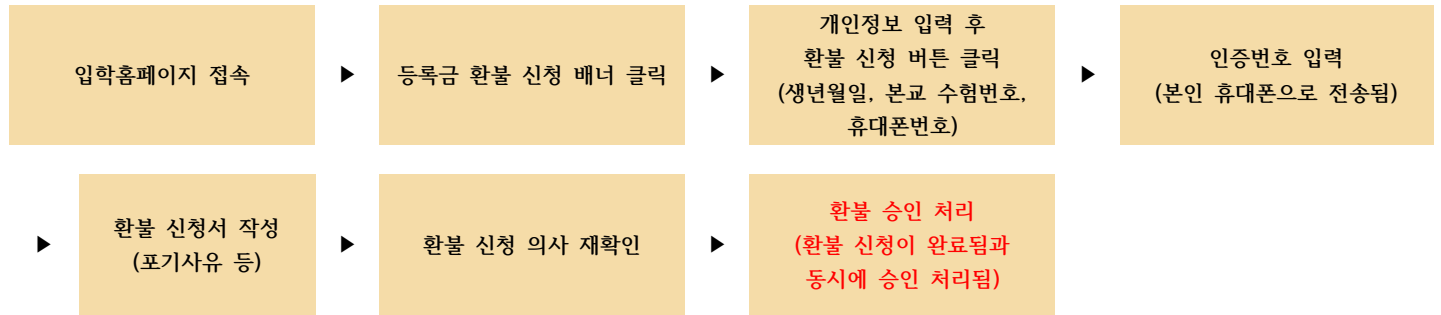 입학홈페이지 접속
▶
등록금 환불 신청 배너 클릭
▶
개인정보 입력 후
환불 신청 버튼 클릭
(생년월일, 본교 수험번호,
휴대폰번호)
▶
인증번호 입력
(본인 휴대폰으로 전송됨)
▶
환불 신청서 작성
(포기사유 등)
▶
환불 신청 의사 재확인
▶
환불 승인 처리
(환불 신청이 완료됨과
동시에 승인 처리됨)